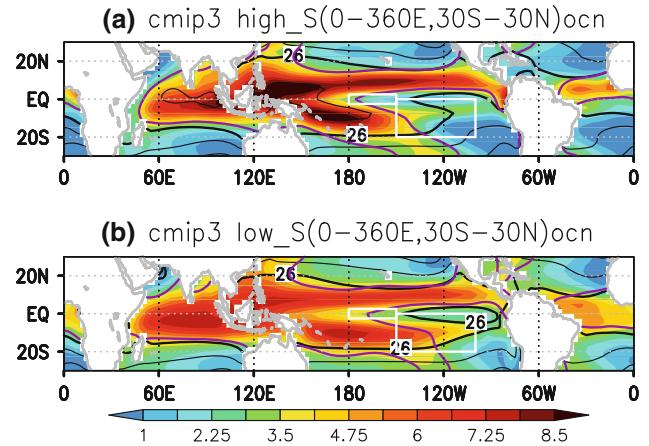 (a) cmip3 high_S(0-360E,30S-30N)ocn
26
20N
EQ
20S
26
0 60E 120E 180 120W 60W 0
(b) cmip3 low_S(0-360E,30S-30N)ocn
26
20N
EQ
26
20S
26
0 60E 120E 180 120W 60W 0
1 2.25 3.5 4.75 6 7.25 8.5